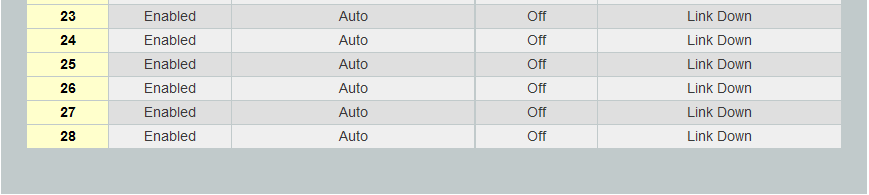 23 Enabled Auto Off Link Down
24 Enabled Auto Off Link Down
25 Enabled Auto Off Link Down
26 Enabled Auto Off Link Down
27 Enabled Auto Off Link Down
28 Enabled Auto Off Link Down